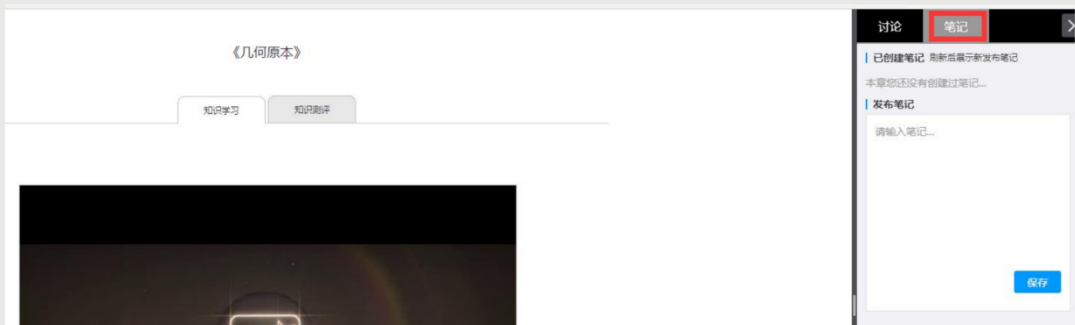 《几何原本》
知识学习
知识测评
讨论
笔记
已创建笔记 刷新后展示新发布笔记
本章您还没有创建过笔记...
发布笔记
请输入笔记...
保存